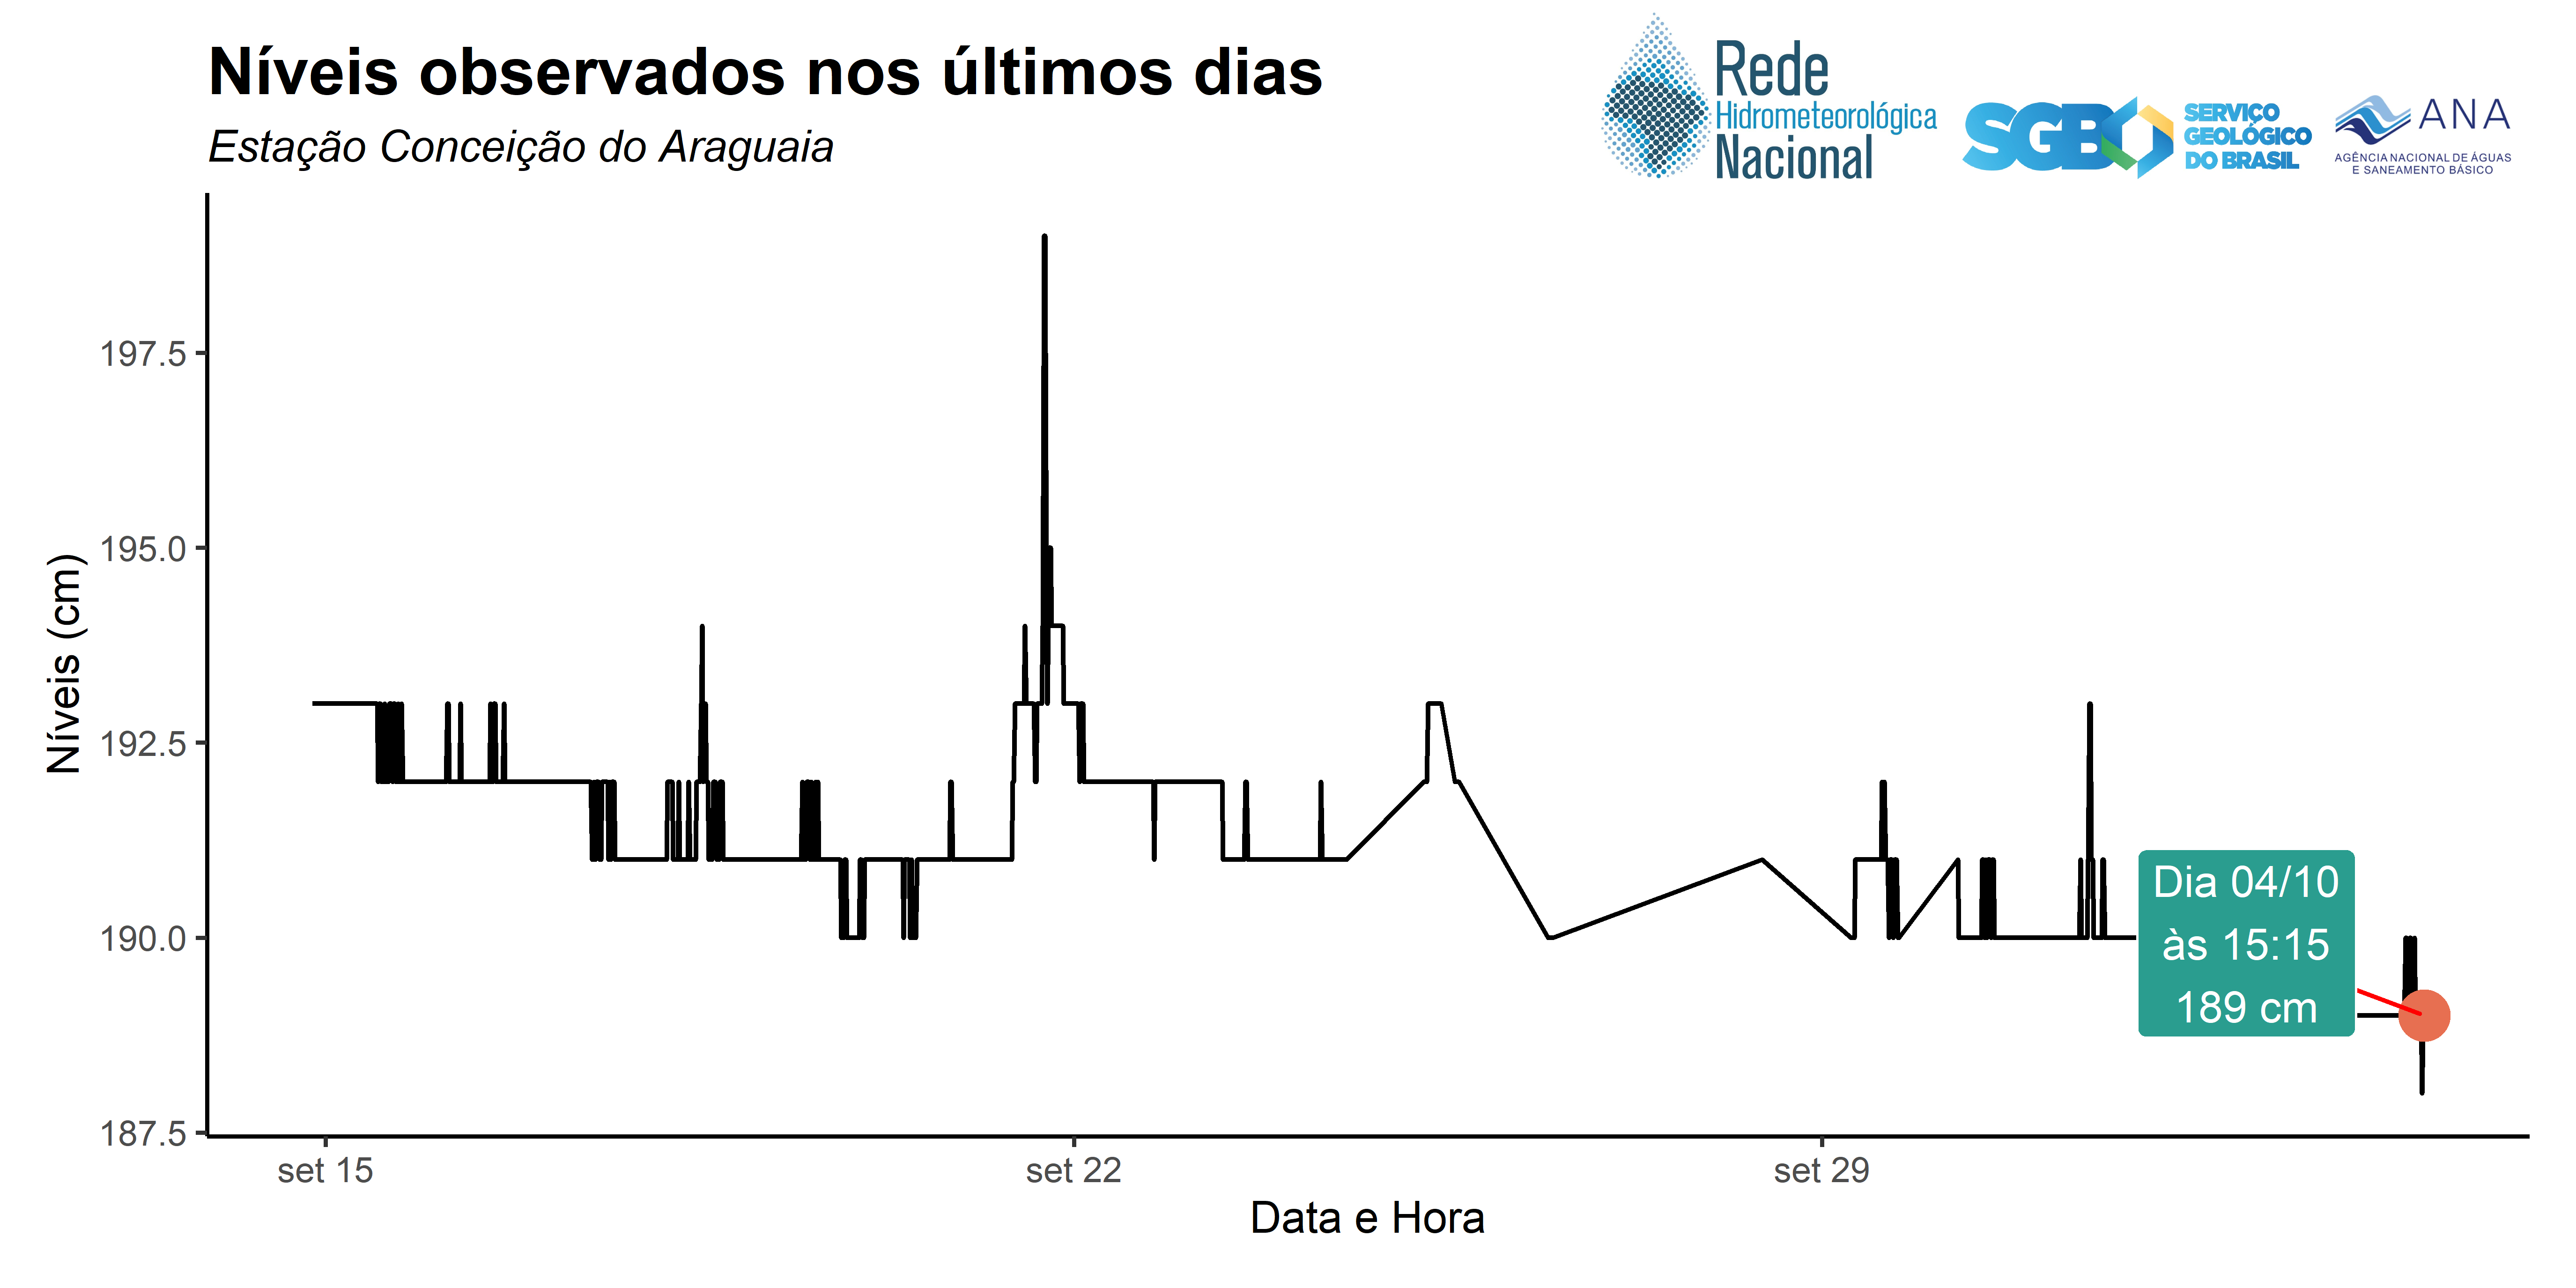 Níveis observados nos últimos dias
Estação Conceição do Araguaia
Rede
Hidrometeorológica
Nacional
SGB
SERVIÇO
GEOLÓGICO
DO BRASIL
ANA
AGÊNCIA NACIONAL DE ÁGUAS
E SANEAMENTO BÁSICO
Níveis (cm)
197.5
195.0
192.5
190.0
187.5
Dia 04/10
às 15:15
189 cm
set 15
set 22
set 29
Data e Hora